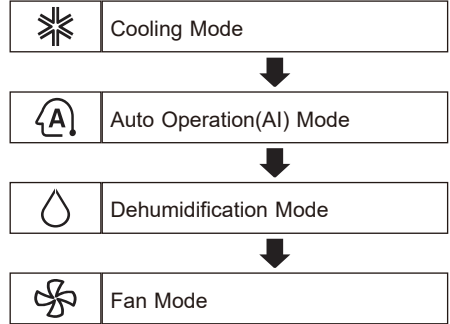 Cooling Mode
A
Auto Operation(AI) Mode
Dehumidification Mode
Fan Mode